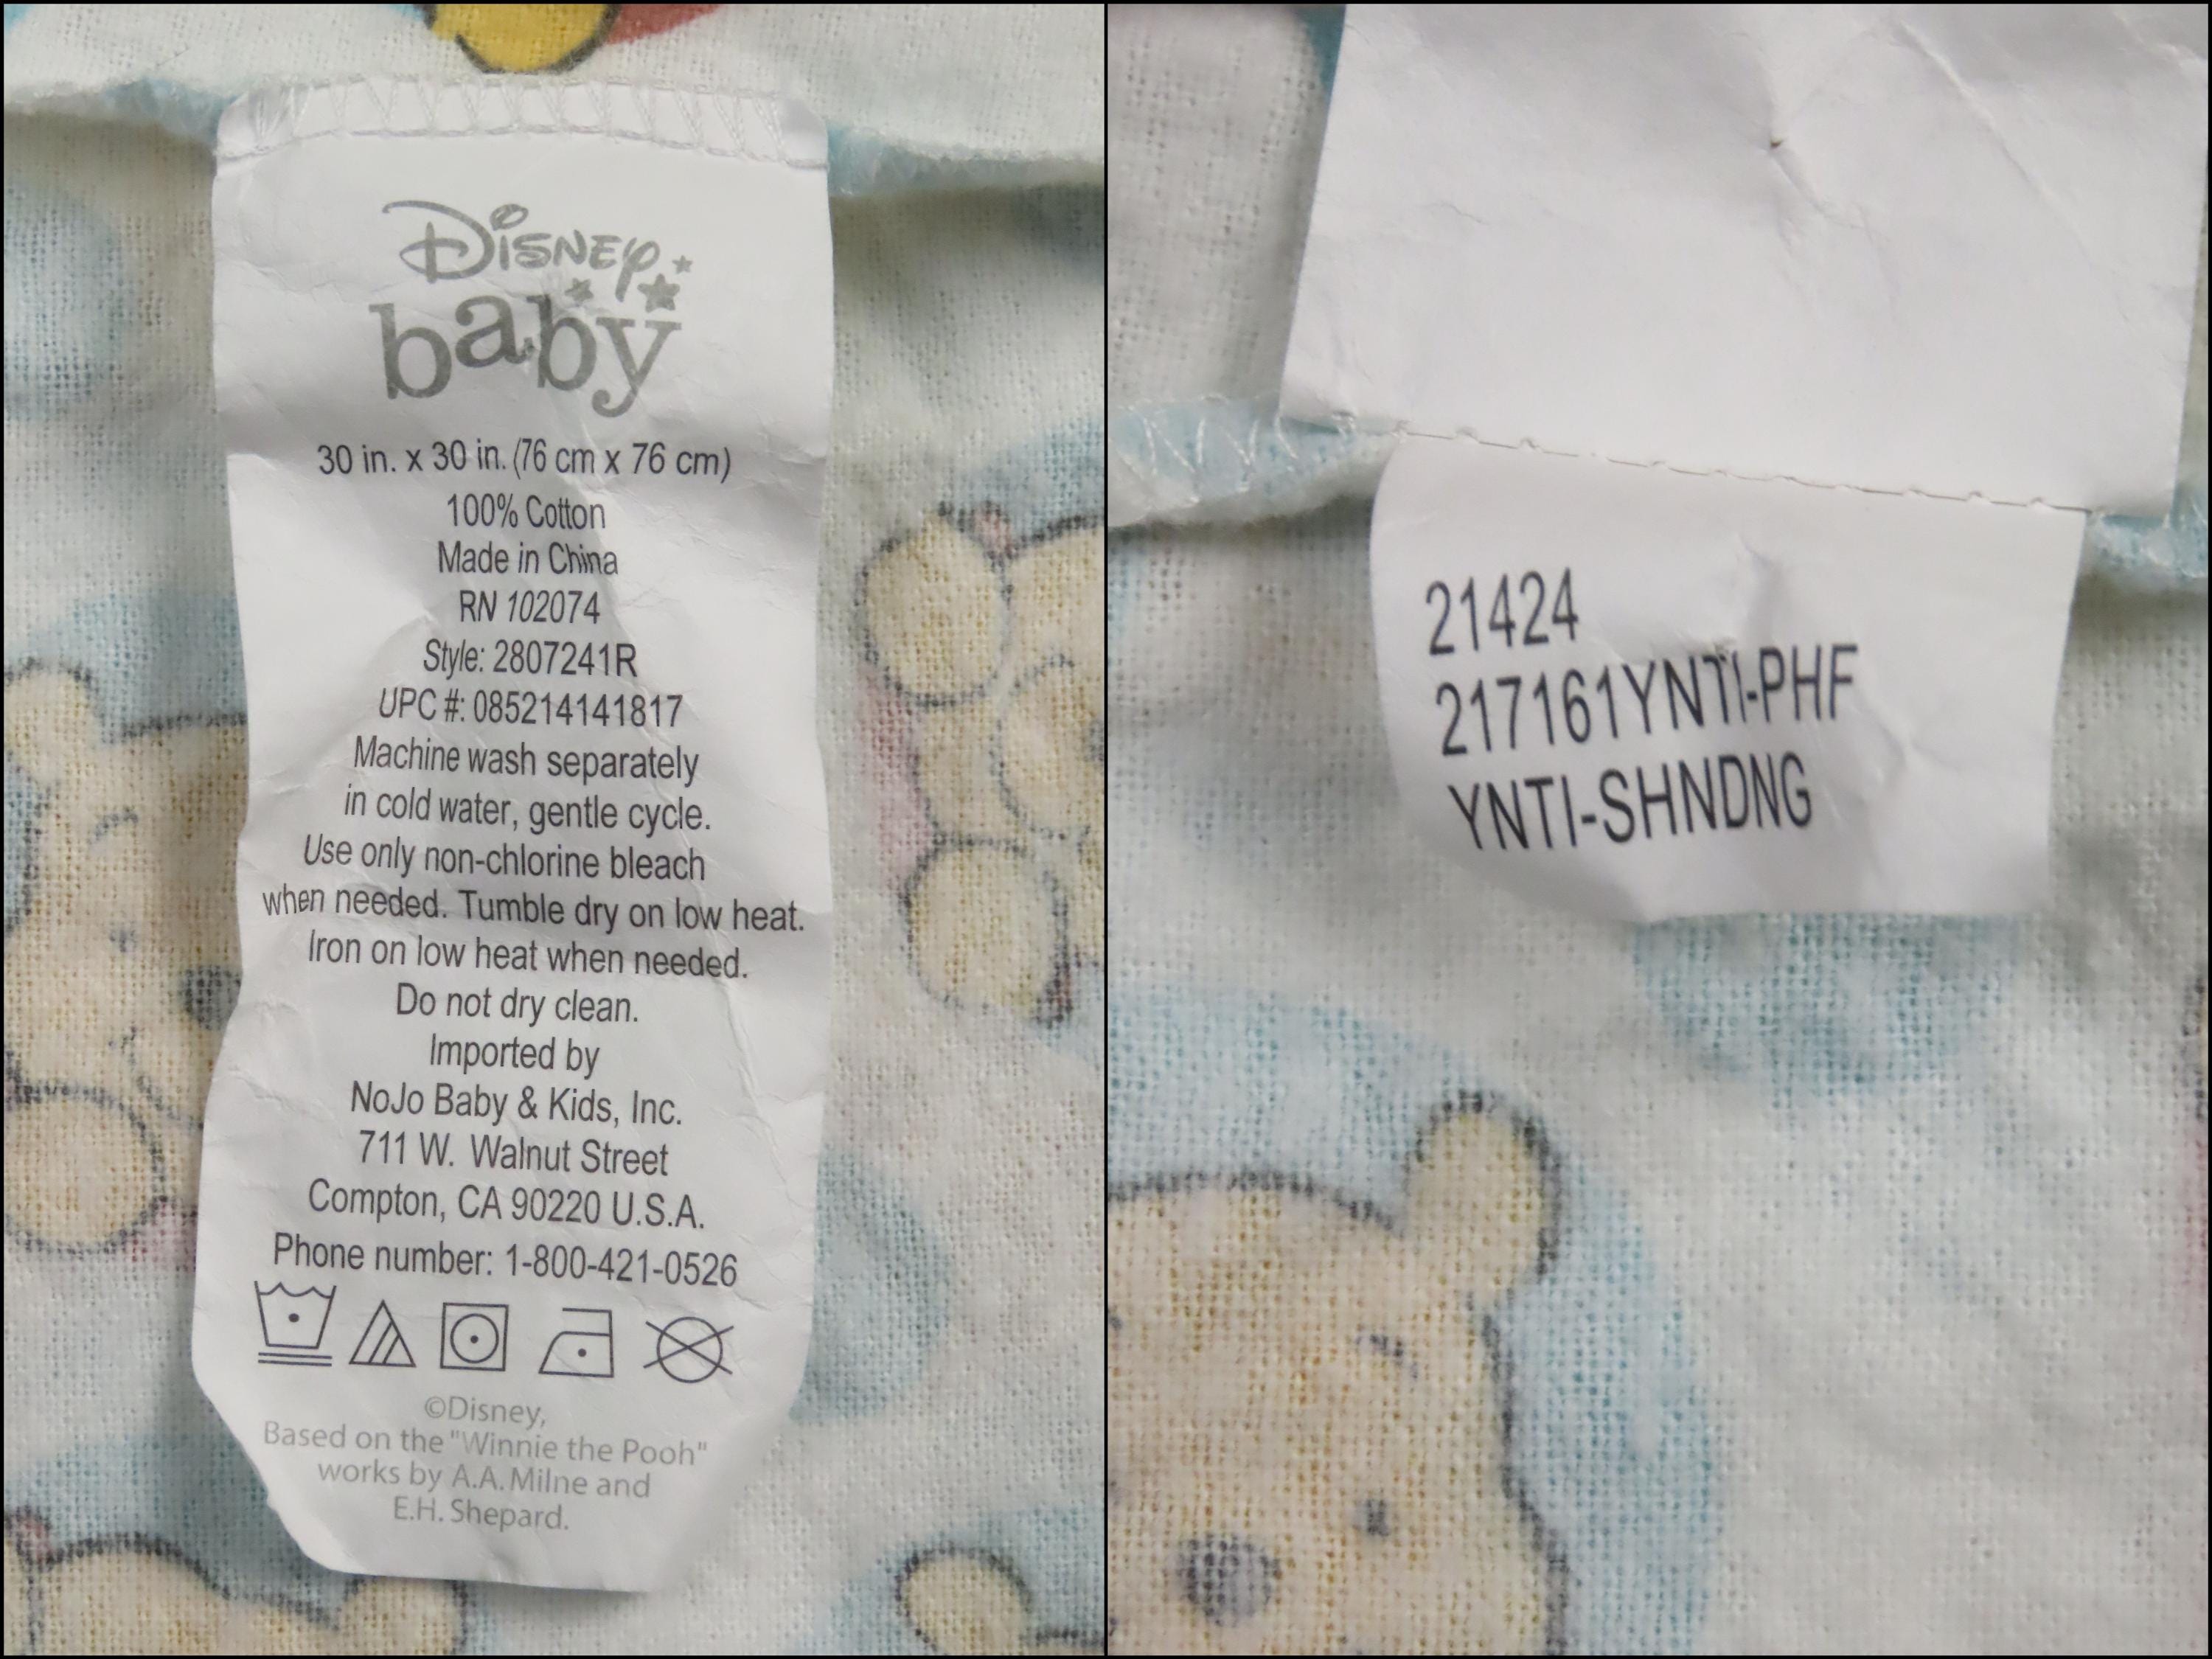 Disney
baby
30 in. x 30 in. (76 cm x 76 cm)
100% Cotton
Made in China
RN 102074
Style: 2807241R
UPC #: 085214141817
Machine wash separately
in cold water, gentle cycle.
Use only non-chlorine bleach
when needed. Tumble dry on low heat.
Iron on low heat when needed.
Do not dry clean.
Imported by
NoJo Baby & Kids, Inc.
711 W. Walnut Street
Compton, CA 90220 U.S.A.
Phone number: 1-800-421-0526
©Disney,
Based on the "Winnie the Pooh"
works by A.A. Milne and
E.H. Shepard.
21424
217161YNTI-PHF
YNTI-SHNDNG